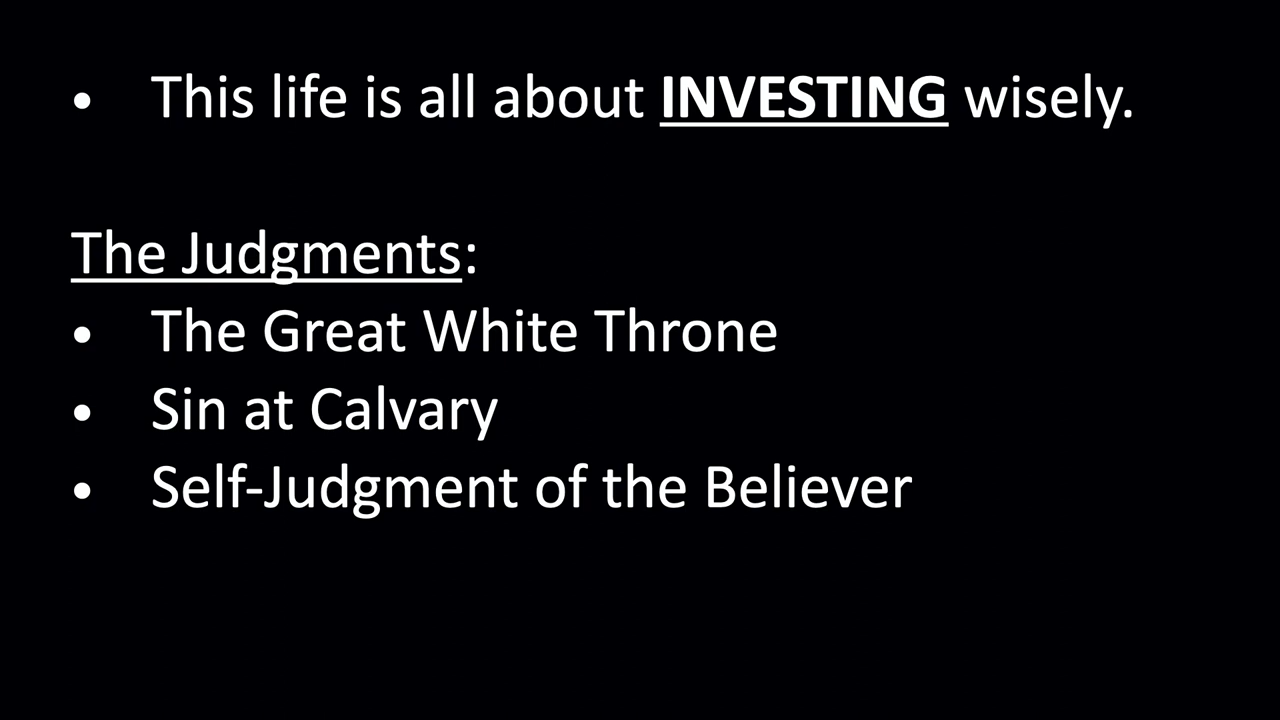 • This life is all about INVESTING wisely.
The Judgments:
• The Great White Throne
• Sin at Calvary
• Self-Judgment of the Believer